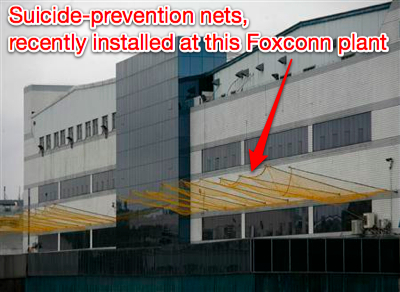 Suicide-prevention nets,
recently installed at this Foxconn plant